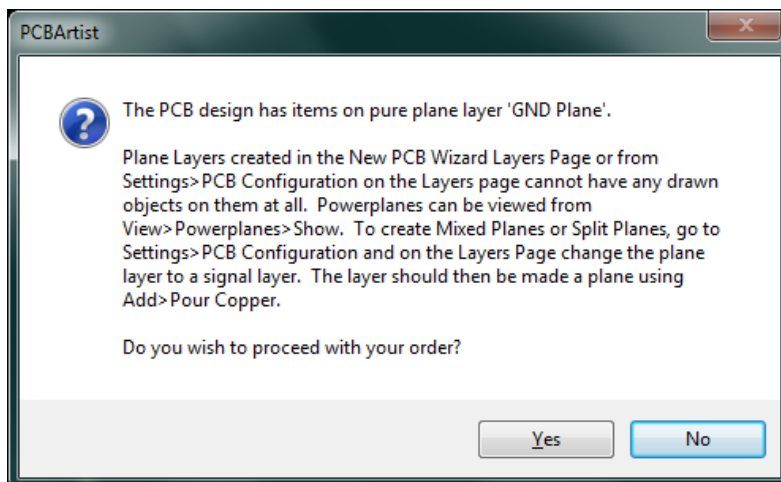 PCBArtist
The PCB design has items on pure plane layer 'GND Plane'.
Plane Layers created in the New PCB Wizard Layers Page or from
Settings>PCB Configuration on the Layers page cannot have any drawn
objects on them at all.  Powerplanes can be viewed from
View>Powerplanes>Show.  To create Mixed Planes or Split Planes, go to
Settings>PCB Configuration and on the Layers Page change the plane
layer to a signal layer.  The layer should then be made a plane using
Add>Pour Copper.
Do you wish to proceed with your order?
Yes
No